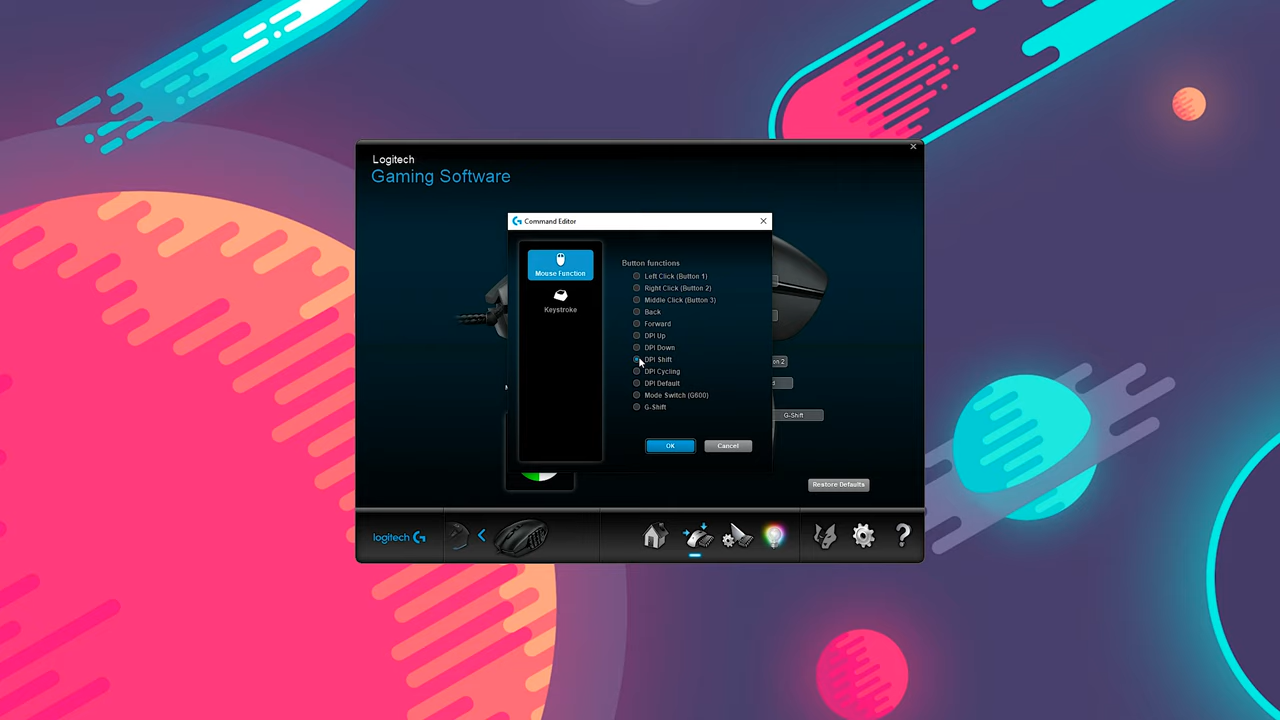 Logitech
Gaming Software
Command Editor
Mouse Function
Keystroke
Button functions
Left Click (Button 1)
Right Click (Button 2)
Middle Click (Button 3)
Back
Forward
DPI Up
DPI Down
DPI Shift
DPI Cycling
DPI Default
Mode Switch (G600)
G-Shift
OK
Cancel
on 2
d
G-Shift
Restore Defaults
logitech G
?